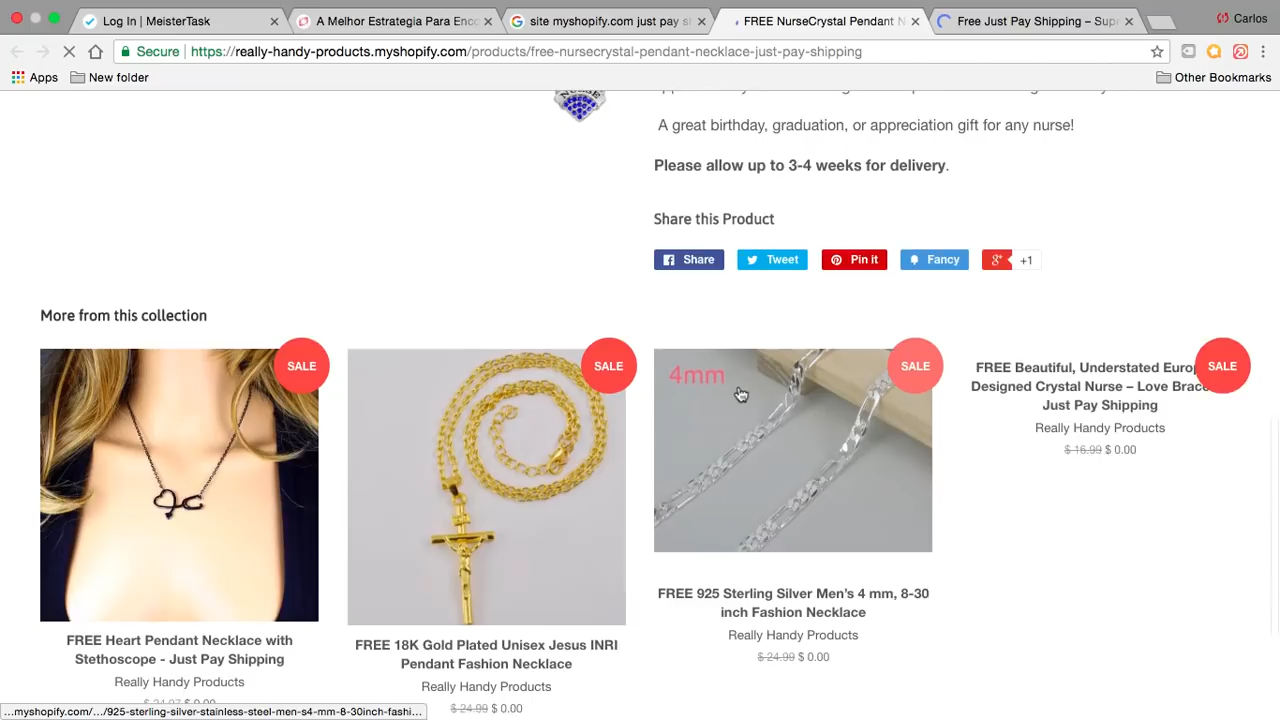 Log In | MeisterTask
A Melhor Estrategia Para Enc
site myshopify.com just pay s
FREE NurseCrystal Pendant N
Free Just Pay Shipping – Sup
Carlos
Secure
https://really-handy-products.myshopify.com/products/free-nursecrystal-pendant-necklace-just-pay-shipping
Apps
New folder
Other Bookmarks
NURSE
A great birthday, graduation, or appreciation gift for any nurse!
Please allow up to 3-4 weeks for delivery.
Share this Product
Share
Tweet
Pin it
Fancy
+1
More from this collection
SALE
SALE
4mm
SALE
SALE
FREE Heart Pendant Necklace with
Stethoscope - Just Pay Shipping
Really Handy Products
$ 24.97 $ 0.00
FREE 18K Gold Plated Unisex Jesus INRI
Pendant Fashion Necklace
Really Handy Products
$ 24.99 $ 0.00
FREE 925 Sterling Silver Men's 4 mm, 8-30
inch Fashion Necklace
Really Handy Products
$ 24.99 $ 0.00
FREE Beautiful, Understated Europ
Designed Crystal Nurse – Love Brace
Just Pay Shipping
Really Handy Products
$ 16.99 $ 0.00
...myshopify.com/.../925-sterling-silver-stainless-steel-men-s4-mm-8-30inch-fashi...